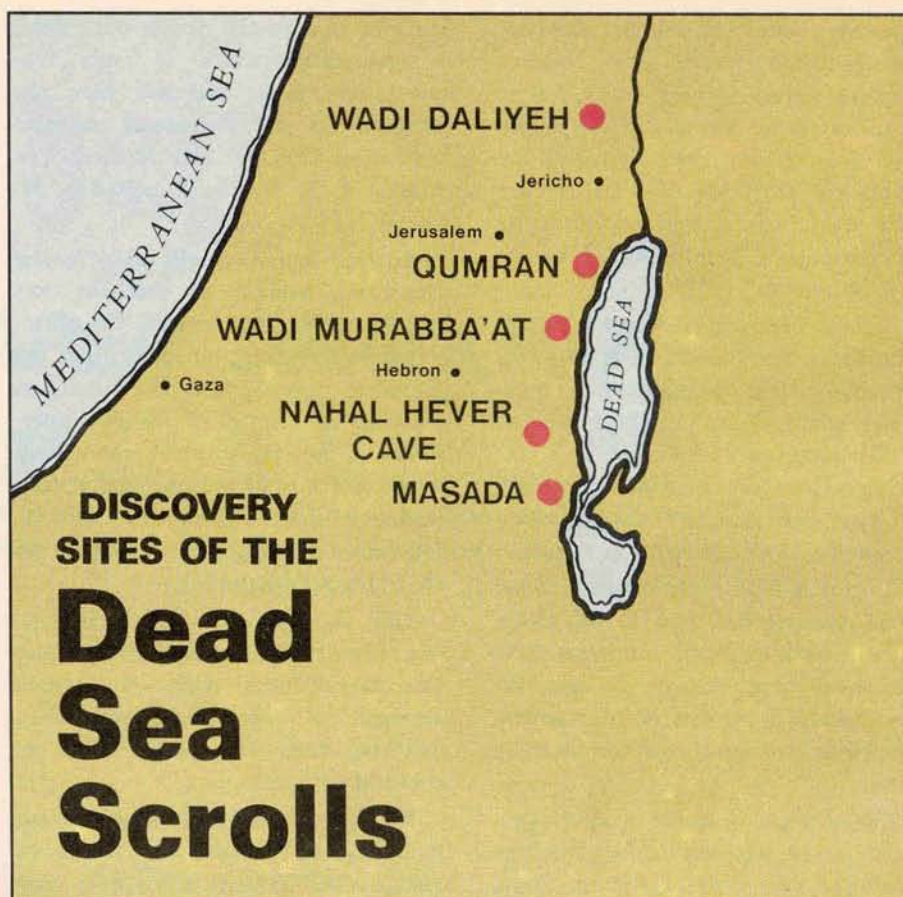 MEDITERRANEAN SEA
WADI DALIYEH
Jericho
Jerusalem
QUMRAN
WADI MURABBA'AT
DEAD SEA
Hebron
Gaza
NAHAL HEVER
CAVE
MASADA
DISCOVERY
SITES OF THE
Dead
Sea
Scrolls